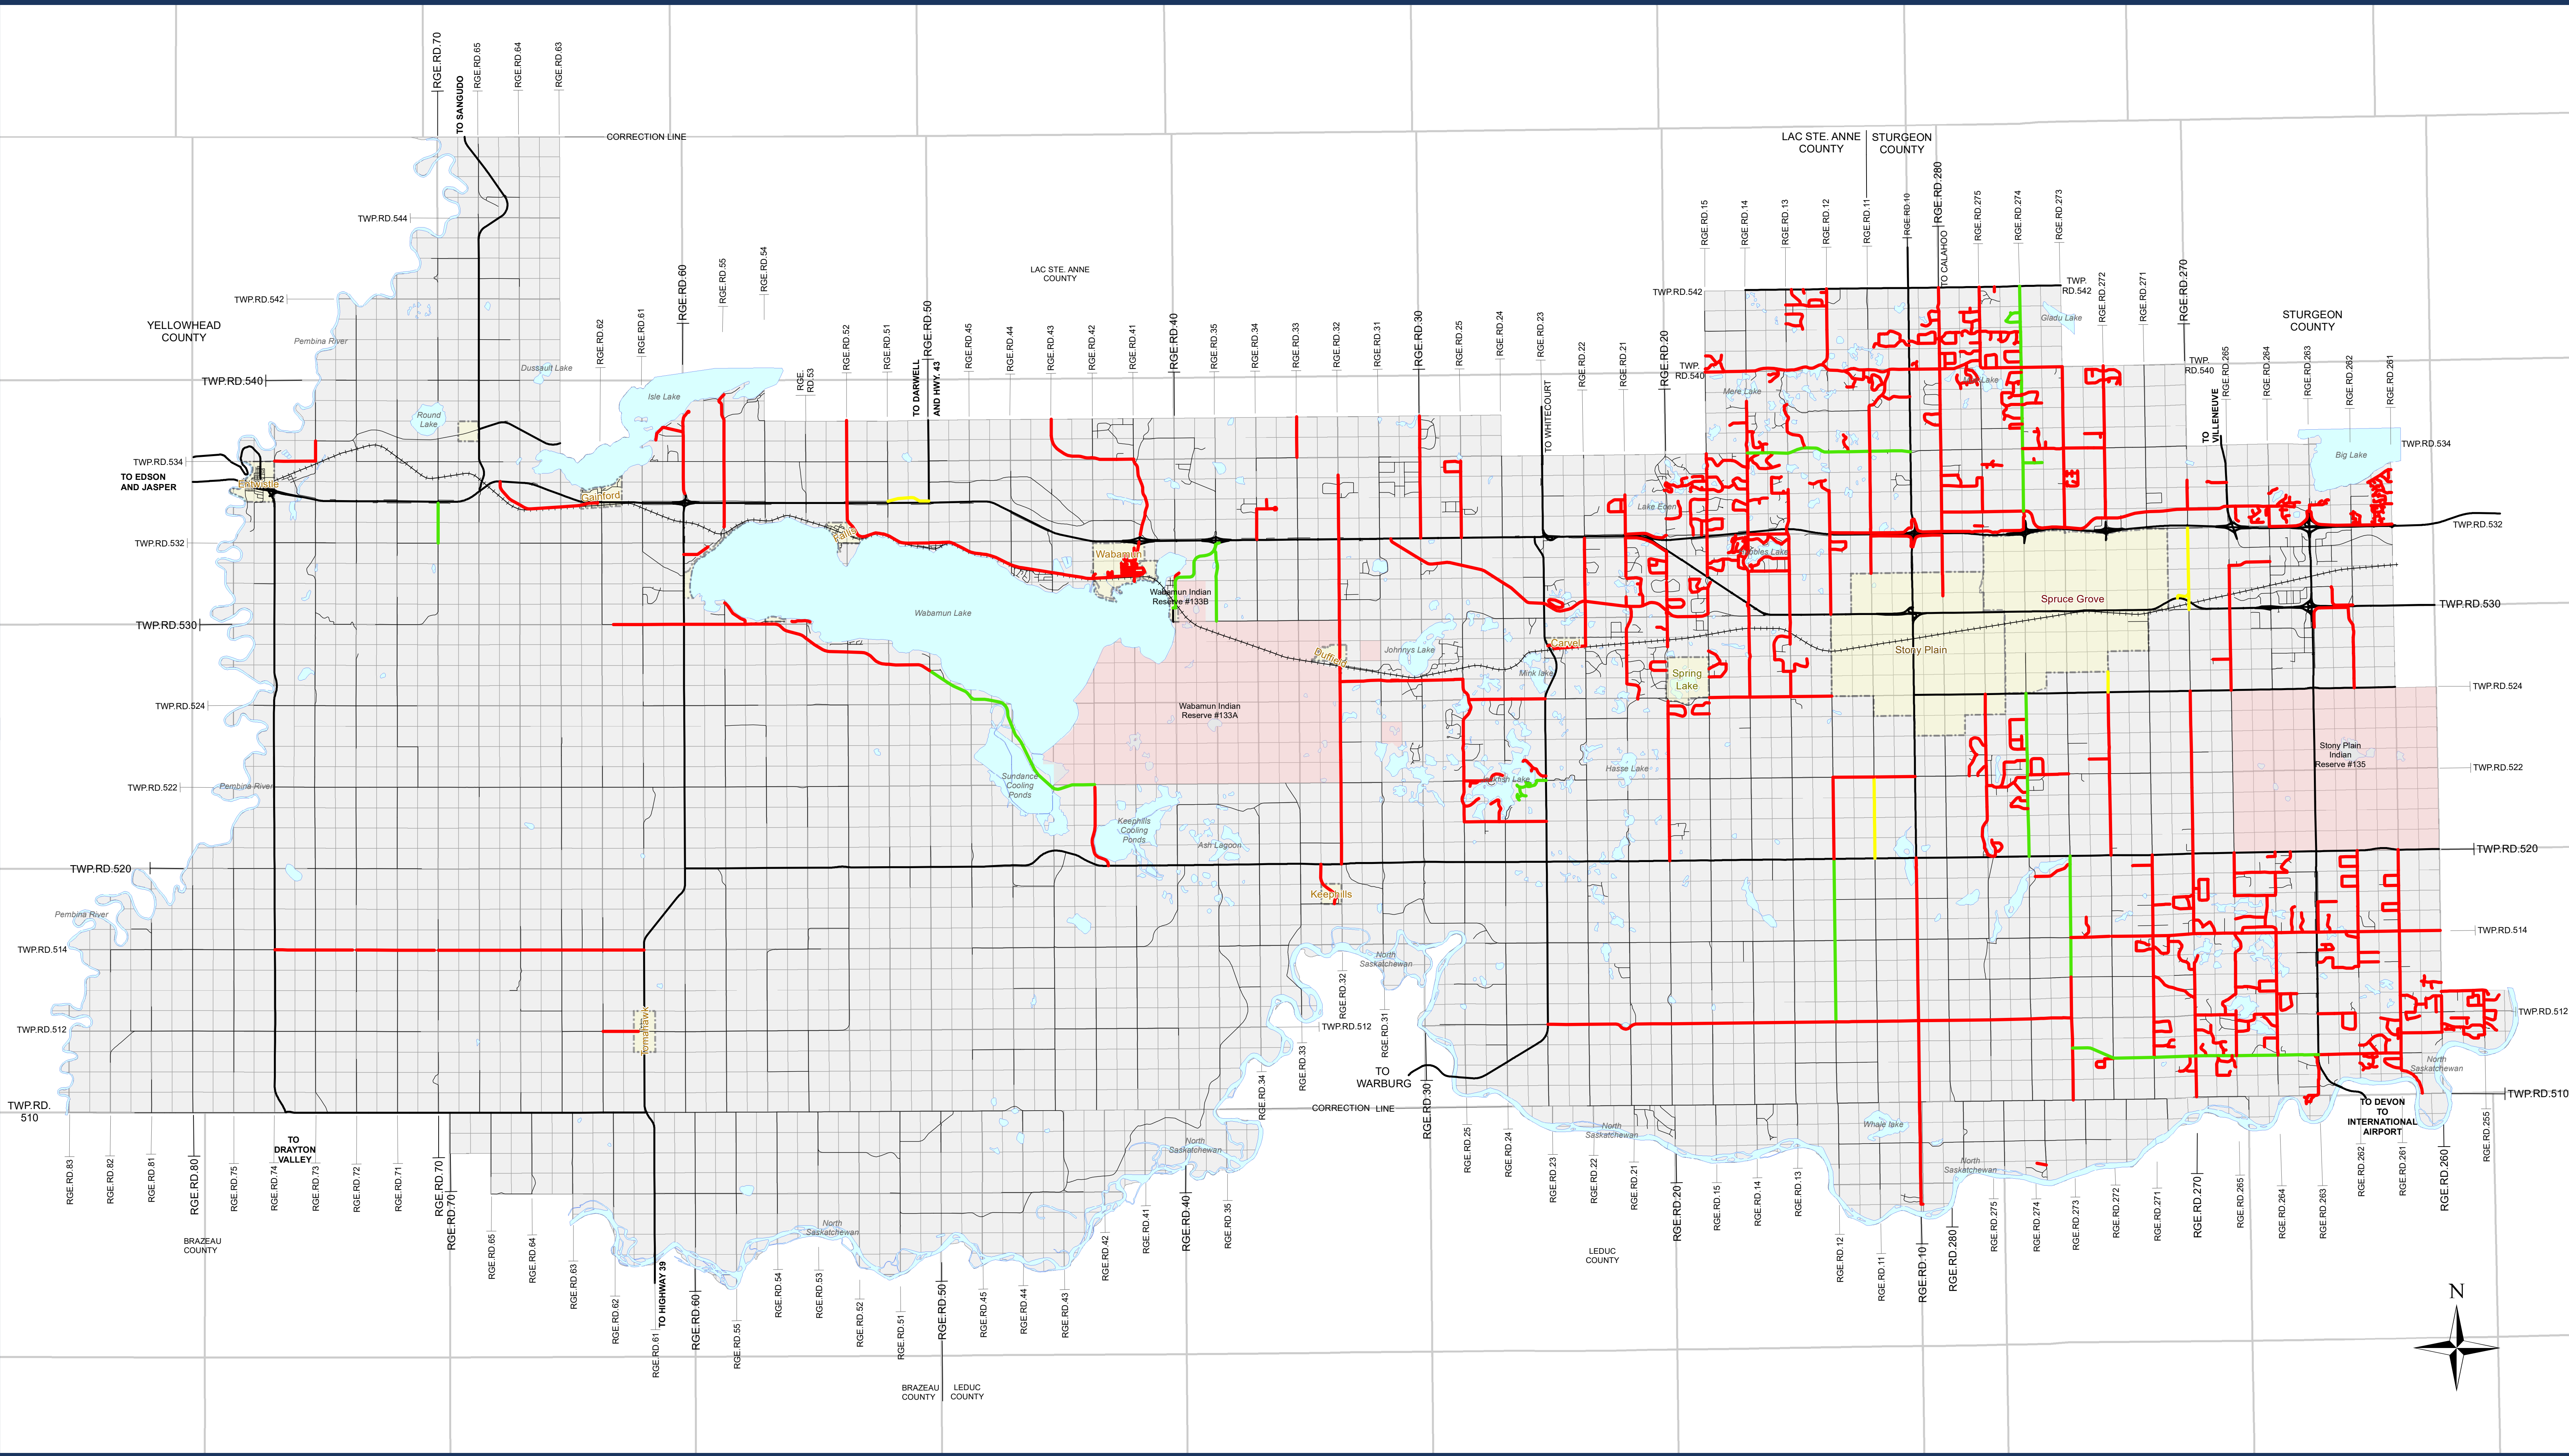 RGE.RD.70
TO SANGUDO
RGE.RD.65
RGE.RD.64
RGE.RD.63
CORRECTION LINE
LAC STE. ANNE
COUNTY
STURGEON
COUNTY
TWP.RD.544
RGE.RD.15
RGE.RD.14
RGE.RD.13
RGE.RD.12
RGE.RD.11
RGE.RD.10
RGE.RD.280
TO CALAHOO
RGE.RD.275
RGE.RD.274
RGE.RD.273
RGE.RD.272
RGE.RD.271
RGE.RD.270
TWP.RD.542
YELLOWHEAD
COUNTY
Pembina River
RGE.RD.62
RGE.RD.61
RGE.RD.60
RGE.RD.55
RGE.RD.54
RGE.
RD.53
RGE.RD.52
RGE.RD.51
TO DARWELL
AND HWY. 43
RGE.RD.50
RGE.RD.45
RGE.RD.44
RGE.RD.43
RGE.RD.42
RGE.RD.41
RGE.RD.40
RGE.RD.35
RGE.RD.34
RGE.RD.33
RGE.RD.32
RGE.RD.31
RGE.RD.30
RGE.RD.25
RGE.RD.24
RGE.RD.23
TO WHITECOURT
RGE.RD.22
RGE.RD.21
RGE.RD.20
LAC STE. ANNE
COUNTY
TWP.RD.542
TWP.
RD.542
Gladu Lake
STURGEON
COUNTY
TWP.RD.540
Dussault Lake
Isle Lake
TWP.
RD.540
Mere Lake
TWP.
RD.540
TO
VILLENEUVE
RGE.RD.265
RGE.RD.264
RGE.RD.263
RGE.RD.262
RGE.RD.261
Round
Lake
TWP.RD.534
TO EDSON
AND JASPER
Entwistle
Gainford
TWP.RD.534
Big Lake
Lake Eden
TWP.RD.532
Fallis
Wabamun
TWP.RD.532
Wabamun Indian
Reserve #133B
Wabamun Lake
Spruce Grove
TWP.RD.530
TWP.RD.530
Duffield
Johnnys Lake
Carvel
Stony Plain
Mink lake
Spring
Lake
TWP.RD.524
TWP.RD.524
Wabamun Indian
Reserve #133A
Stony Plain
Indian
Reserve #135
TWP.RD.522
Pembina River
Sundance
Cooling
Ponds
Hasse Lake
TWP.RD.522
Keephills
Cooling
Ponds
Ash Lagoon
TWP.RD.520
TWP.RD.520
Keephills
Pembina River
TWP.RD.514
TWP.RD.514
North
Saskatchewan
RGE.RD.32
RGE.RD.31
TWP.RD.512
Tomahawk
TWP.RD.512
TWP.RD.512
RGE.RD.33
RGE.RD.34
TO
WARBURG
RGE.RD.30
North
Saskatchewan
TWP.RD.
510
CORRECTION LINE
TWP.RD.510
TO DEVON
TO
INTERNATIONAL
AIRPORT
Whale lake
North
Saskatchewan
North
Saskatchewan
North
Saskatchewan
TO
DRAYTON
VALLEY
RGE.RD.83
RGE.RD.82
RGE.RD.81
RGE.RD.80
RGE.RD.75
RGE.RD.74
RGE.RD.73
RGE.RD.72
RGE.RD.71
RGE.RD.70
RGE.RD.70
RGE.RD.65
RGE.RD.64
RGE.RD.63
RGE.RD.62
RGE.RD.61
TO HIGHWAY 39
RGE.RD.60
RGE.RD.55
RGE.RD.54
RGE.RD.53
RGE.RD.52
RGE.RD.51
RGE.RD.50
RGE.RD.45
RGE.RD.44
RGE.RD.43
RGE.RD.42
RGE.RD.41
RGE.RD.40
RGE.RD.35
North
Saskatchewan
RGE.RD.25
RGE.RD.24
RGE.RD.23
RGE.RD.22
RGE.RD.21
RGE.RD.20
RGE.RD.15
RGE.RD.14
RGE.RD.13
RGE.RD.12
RGE.RD.11
RGE.RD.10
RGE.RD.280
RGE.RD.275
RGE.RD.274
RGE.RD.273
RGE.RD.272
RGE.RD.271
RGE.RD.270
RGE.RD.265
RGE.RD.264
RGE.RD.263
RGE.RD.262
RGE.RD.261
RGE.RD.260
RGE.RD.255
BRAZEAU
COUNTY
LEDUC
COUNTY
BRAZEAU
COUNTY
LEDUC
COUNTY
N